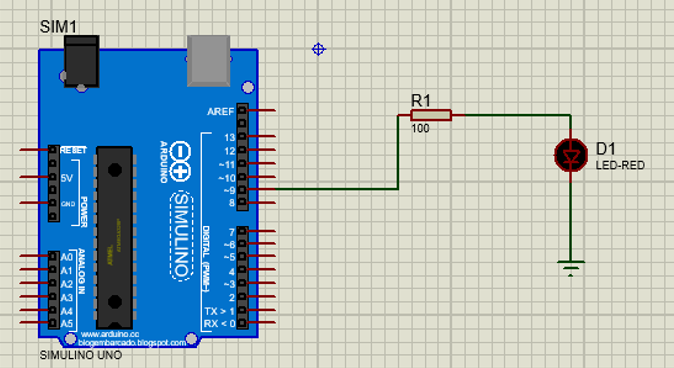 SIM1
AREF
13
12
~11
~10
~9
8
RESET
5V
GND
POWER
ARDUINO
SIMULINO
DIGITAL (PWM~)
7
~6
~5
4
~3
2
TX > 1
RX < 0
ANALOG IN
A0
A1
A2
A3
A4
A5
www.arduino.cc
blogembarcado.blogspot.com
SIMULINO UNO
R1
100
D1
LED-RED